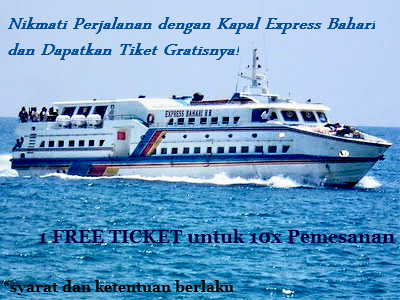 Nikmati Perjalanan dengan Kapal Express Bahari
dan Dapatkan Tiket Gratisnya!
EXPRESS BAHARI 8B
1 FREE TICKET untuk 10x Pemesanan
*syarat dan ketentuan berlaku